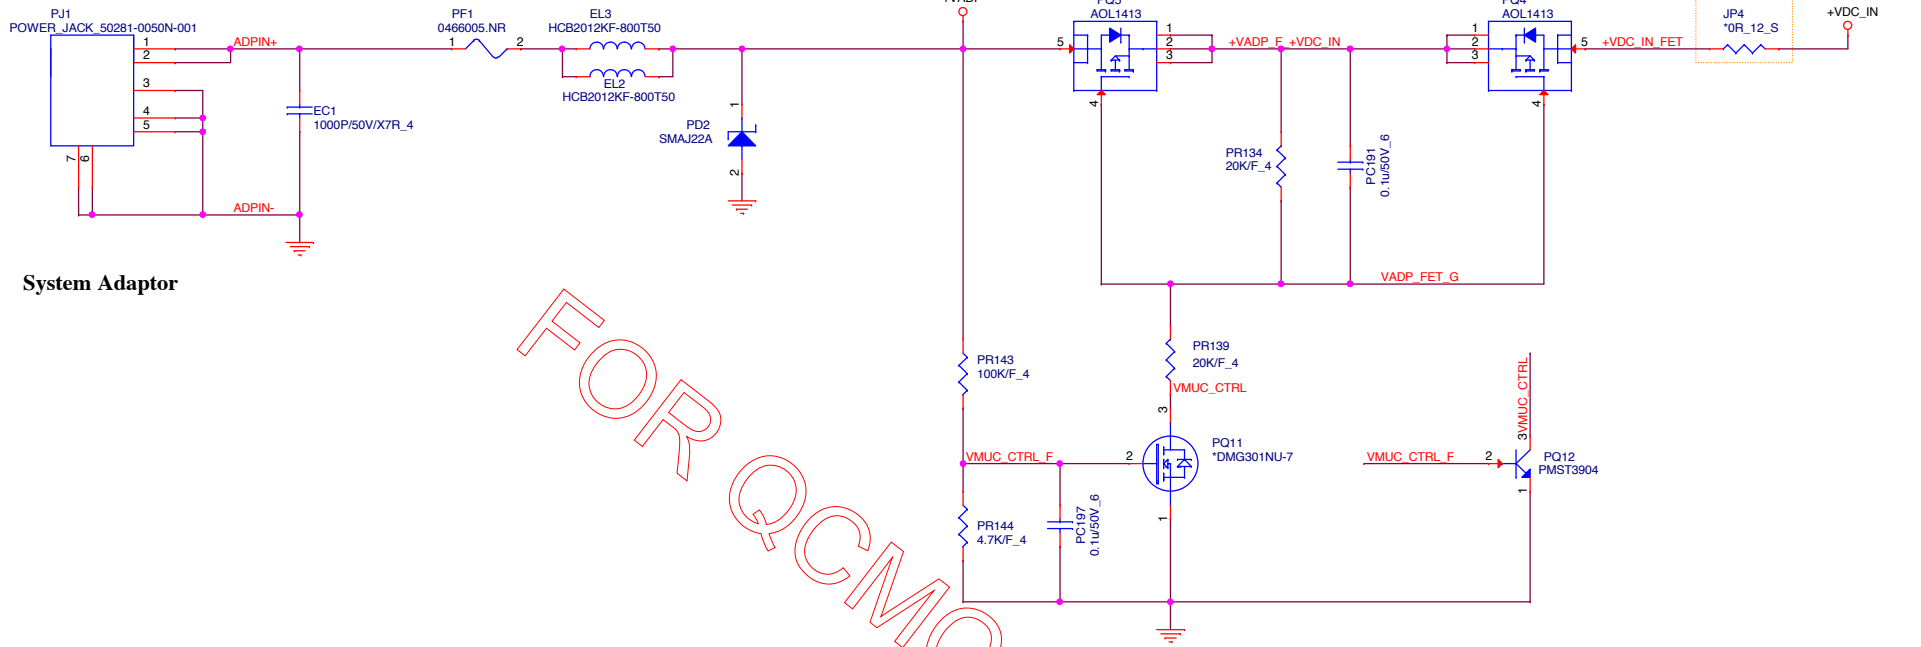 PJ1
POWER_JACK_50281-0050N-001
1
2
3
4
5
7
6
ADPIN+
ADPIN-
EC1
1000P/50V/X7R_4
PF1
0466005.NR
1
2
EL3
HCB2012KF-800T50
EL2
HCB2012KF-800T50
PD2
SMAJ22A
1
2
AOL1413
5
1
2
3
4
+VADP_F_+VDC_IN
AOL1413
1
2
3
5
4
+VDC_IN_FET
JP4
*0R_12_S
+VDC_IN
PR134
20K/F_4
PC191
0.1u/50V_6
VADP_FET_G
System Adaptor
PR143
100K/F_4
PR139
20K/F_4
VMUC_CTRL
3
PQ11
*DMG301NU-7
2
1
VMUC_CTRL_F
PR144
4.7K/F_4
PC197
0.1u/50V_6
VMUC_CTRL_F
2
VMUC_CTRL
3
PQ12
PMST3904
1
FOR QCMC